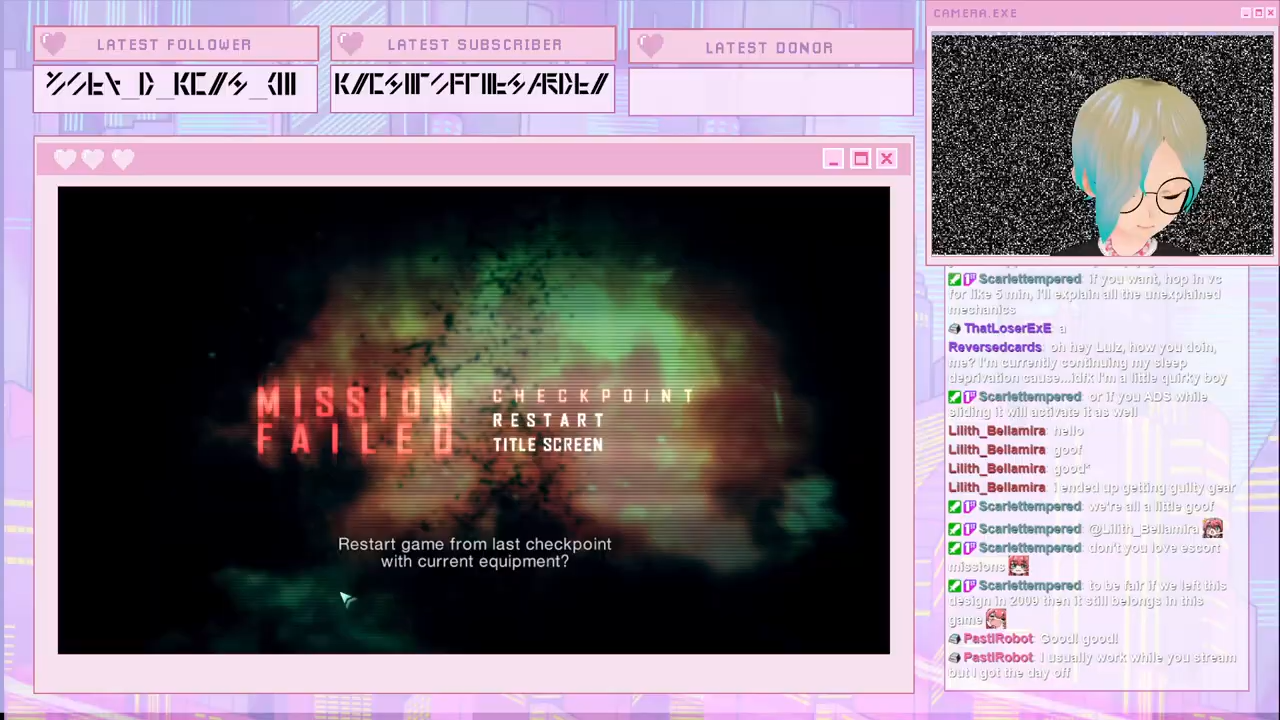 LATEST FOLLOWER
LATEST SUBSCRIBER
LATEST DONOR
CAMERA.EXE
MISSION
FAILED
CHECKPOINT
RESTART
TITLE SCREEN
Restart game from last checkpoint
with current equipment?
Scarlettempered: if you want, hop in vc
for like 5 min, i'll explain all the unexplained
mechanics
ThatLoserExE: a
Reversedcards: oh hey Lulz, how you doin,
me? I'm currently continuing my sleep
deprivation cause...idfk I'm a little quirky boy
Scarlettempered: or if you ADS while
sliding it will activate it as well
Lilith_Bellamira: hello
Lilith_Bellamira: goof
Lilith_Bellamira: good*
Lilith_Bellamira: i ended up getting guilty gear
Scarlettempered: we're all a little goof
Scarlettempered: @Lilith_Bellamira
Scarlettempered: don't you love escort
missions
Scarlettempered: to be fair if we left this
design in 2009 then it still belongs in this
game
PastlRobot: Good! good!
PastlRobot: I usually work while you stream
but I got the day off